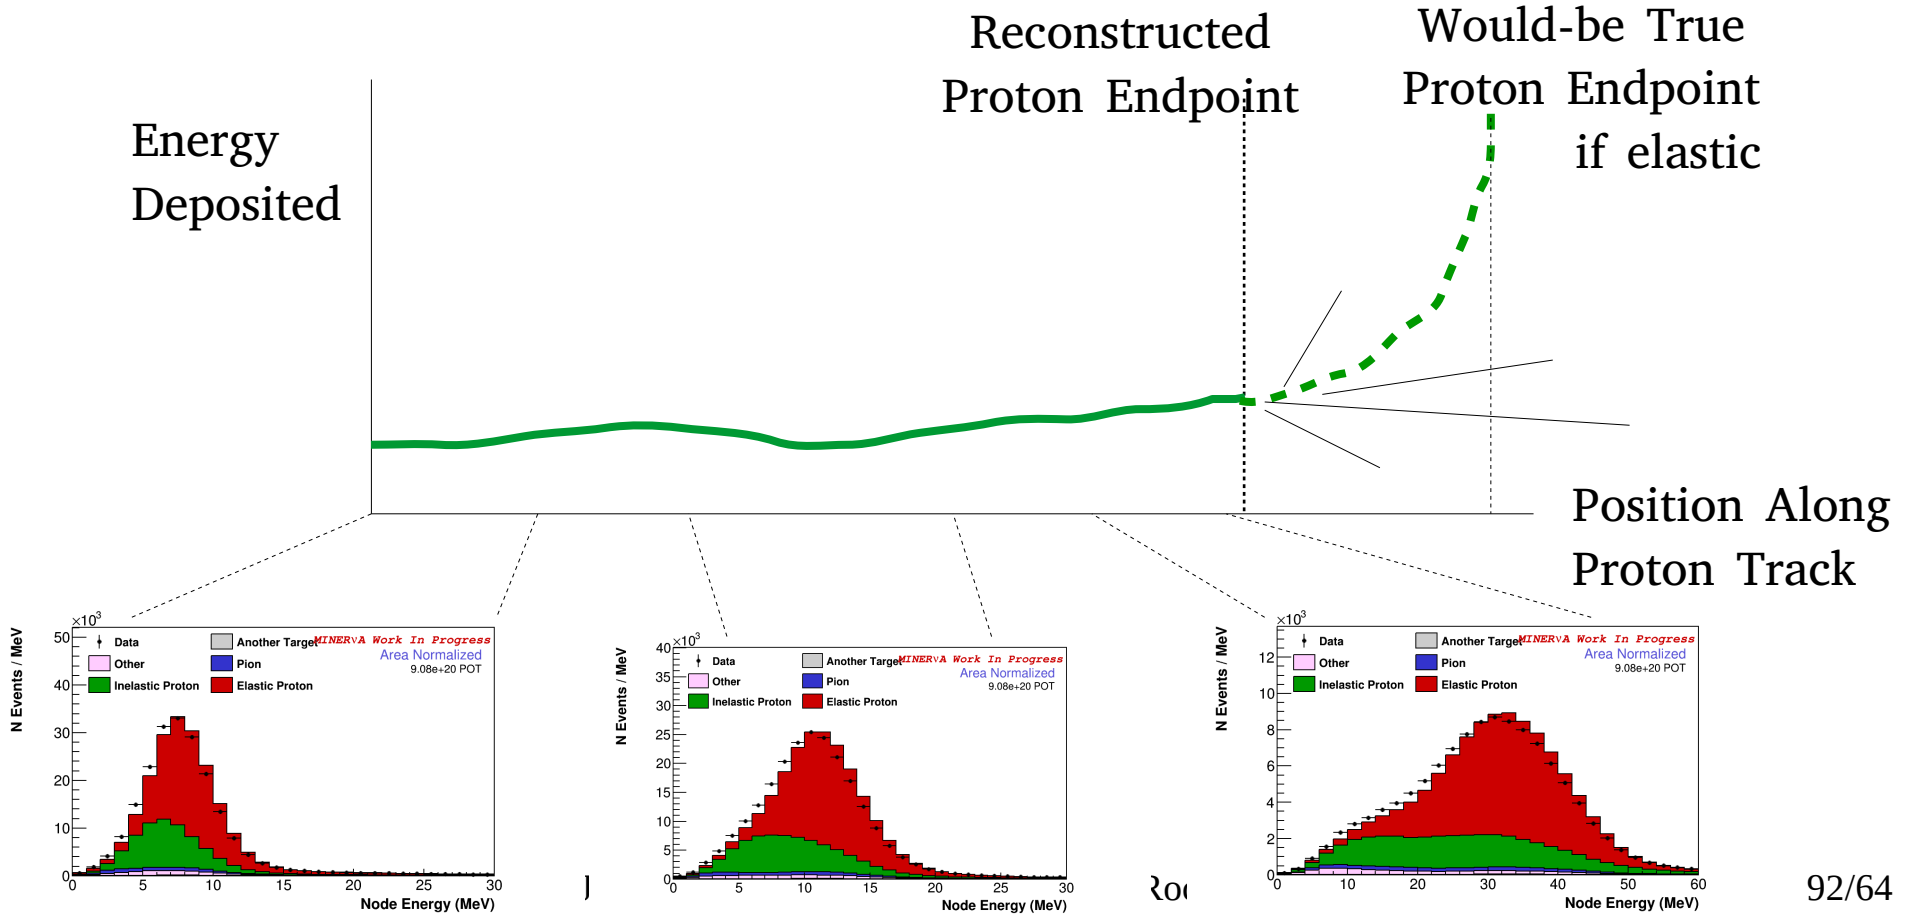 Reconstructed
Proton Endpoint
Would-be True
Proton Endpoint
if elastic
Energy
Deposited
Position Along
Proton Track
×10³
N Events / MeV
50
40
30
20
10
0
Data
Other
Inelastic Proton
Another Target
Pion
Elastic Proton
MINERνA Work In Progress
Area Normalized
9.08e+20 POT
0 5 10 15 20 25 30
Node Energy (MeV)
×10³
N Events / MeV
40
35
30
25
20
15
10
5
0
Data
Other
Inelastic Proton
Another Target
Pion
Elastic Proton
MINERνA Work In Progress
Area Normalized
9.08e+20 POT
0 5 10 15 20 25 30
Node Energy (MeV)
×10³
N Events / MeV
12
10
8
6
4
2
0
Data
Other
Inelastic Proton
Another Target
Pion
Elastic Proton
MINERνA Work In Progress
Area Normalized
9.08e+20 POT
0 10 20 30 40 50 60
Node Energy (MeV)
92/64